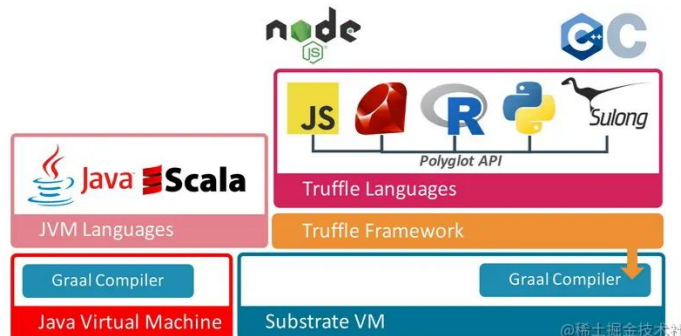 node
JS
C++ C
JS R Sulong
Polyglot API
Java Scala
Truffle Languages
JVM Languages
Truffle Framework
Graal Compiler
Graal Compiler
Java Virtual Machine
Substrate VM
@稀土掘金技术社